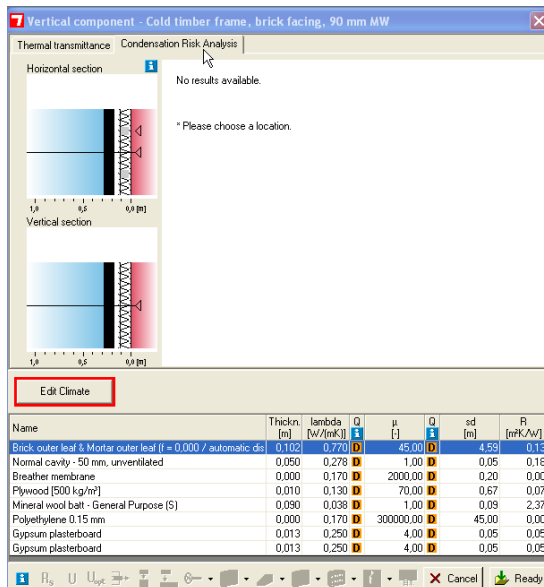 Vertical component - Cold timber frame, brick facing, 90 mm MW
Thermal transmittance Condensation Risk Analysis
Horizontal section
No results available.
* Please choose a location.
1,0 0,5 0,0 [m]
Vertical section
1,0 0,5 0,0 [m]
Edit Climate
Name Thickn. [m] lambda [W/(mK)] Q µ [-] Q sd [m] R [m²K/W]
Brick outer leaf & Mortar outer leaf (f = 0,000 / automatic dis 0,102 0,770 D 45,00 D 4,59 0,13
Normal cavity - 50 mm, unventilated 0,050 0,278 D 1,00 D 0,05 0,18
Breather membrane 0,000 0,170 D 2000,00 D 0,20 0,00
Plywood [500 kg/m³] 0,010 0,130 D 70,00 D 0,67 0,07
Mineral wool batt - General Purpose (S) 0,090 0,038 D 1,00 D 0,09 2,37
Polyethylene 0.15 mm 0,000 0,170 D 300000,00 D 45,00 0,00
Gypsum plasterboard 0,013 0,250 D 4,00 D 0,05 0,05
Gypsum plasterboard 0,013 0,250 D 4,00 D 0,05 0,05
Rs U Uopt Cancel Ready